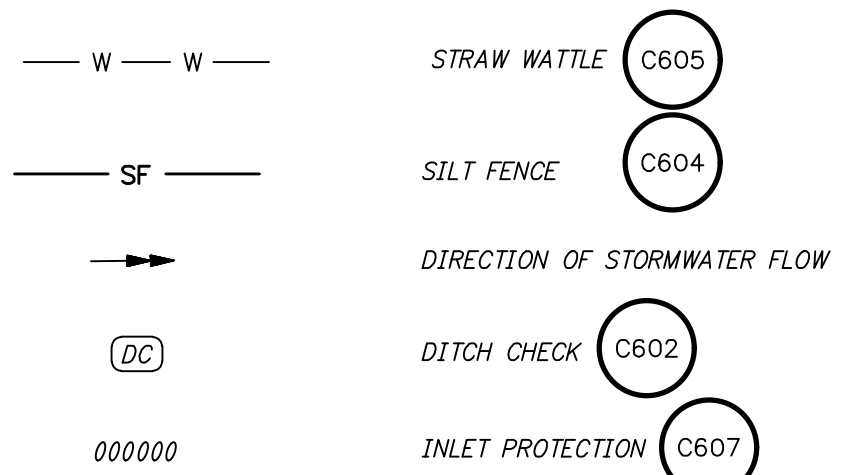 W W STRAW WATTLE C605
SF SILT FENCE C604
DIRECTION OF STORMWATER FLOW
DC DITCH CHECK C602
000000 INLET PROTECTION C607